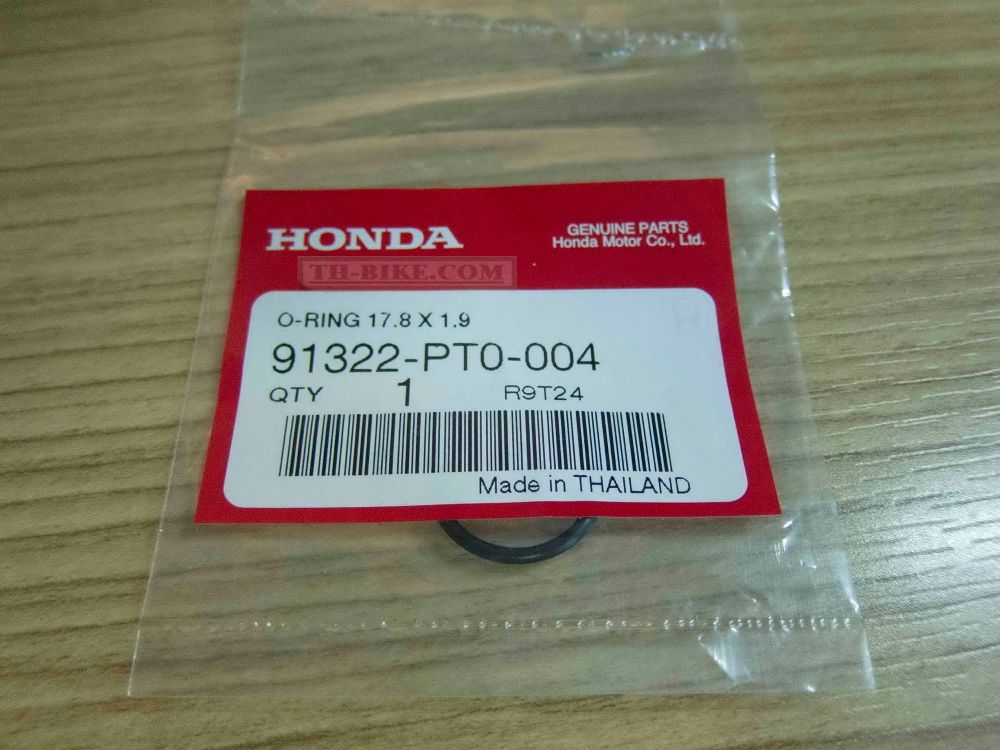 HONDA
GENUINE PARTS
Honda Motor Co., Ltd.
TH-BIKE.COM
O-RING 17.8 X 1.9
91322-PT0-004
QTY 1 R9T24
Made in THAILAND